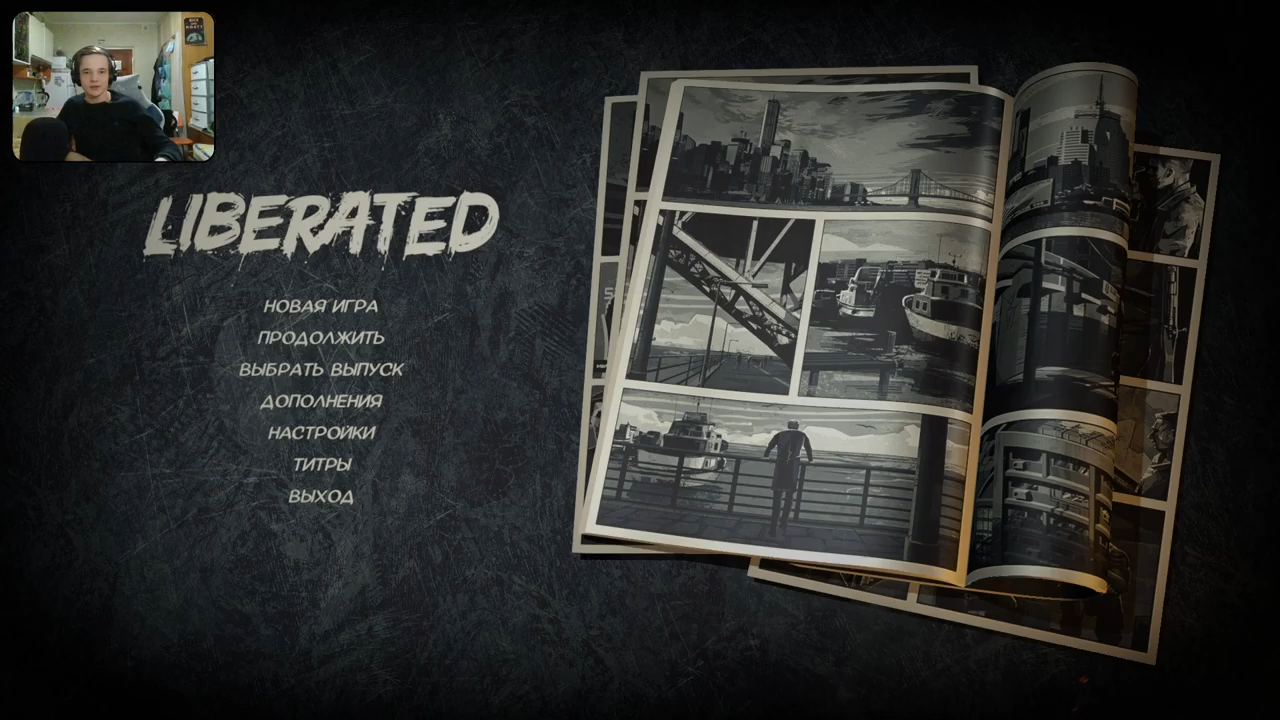 LIBERATED
НОВАЯ ИГРА
ПРОДОЛЖИТЬ
ВЫБРАТЬ ВЫПУСК
ДОПОЛНЕНИЯ
НАСТРОЙКИ
ТИТРЫ
ВЫХОД